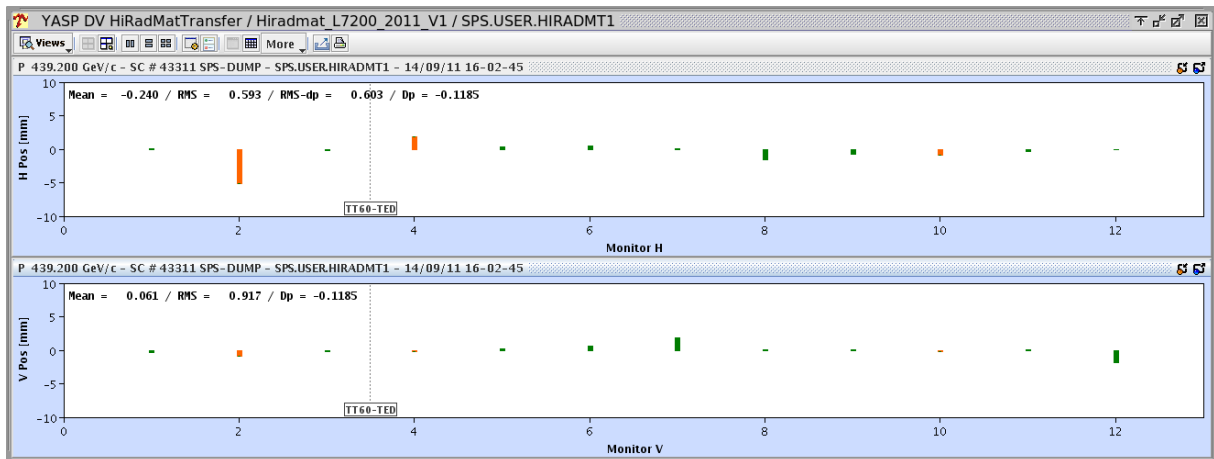 YASP DV HiRadMatTransfer / Hiradmat_L7200_2011_V1 / SPS.USER.HIRADMT1
Views More
P 439.200 GeV/c - SC # 43311 SPS-DUMP - SPS.USER.HIRADMT1 - 14/09/11 16-02-45
Mean = -0.240 / RMS = 0.593 / RMS-dp = 0.603 / Dp = -0.1185
H Pos [mm]
10
5
0
-5
-10
TT60-TED
0 2 4 6 8 10 12
Monitor H
P 439.200 GeV/c - SC # 43311 SPS-DUMP - SPS.USER.HIRADMT1 - 14/09/11 16-02-45
Mean = 0.061 / RMS = 0.917 / Dp = -0.1185
V Pos [mm]
10
5
0
-5
-10
TT60-TED
0 2 4 6 8 10 12
Monitor V